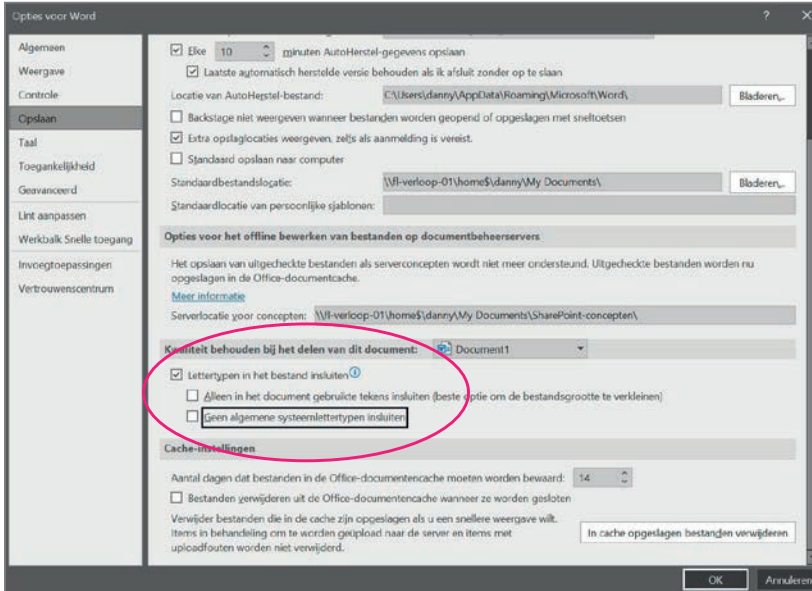 Opties voor Word
Algemeen
Weergave
Controle
Opslaan
Taal
Toegankelijkheid
Geavanceerd
Lint aanpassen
Werkbalk Snelle toegang
Invoegtoepassingen
Vertrouwenscentrum
Elke 10 minuten AutoHerstel-gegevens opslaan
Laatste automatisch herstelde versie behouden als ik afsluit zonder op te slaan
Locatie van AutoHerstel-bestand: C:\Users\danny\AppData\Roaming\Microsoft\Word\ Bladeren...
Backstage niet weergeven wanneer bestanden worden geopend of opgeslagen met sneltoetsen
Extra opslaglocaties weergeven, zelfs als aanmelding is vereist.
Standaard opslaan naar computer
Standaardbestandslocatie: \\fl-verloop-01\home$\danny\My Documents\ Bladeren...
Standaardlocatie van persoonlijke sjablonen:
Opties voor het offline bewerken van bestanden op documentbeheerservers
Het opslaan van uitgecheckte bestanden als serverconcepten wordt niet meer ondersteund. Uitgecheckte bestanden worden nu
opgeslagen in de Office-documentcache.
Meer informatie
Serverlocatie voor concepten: \\fl-verloop-01\home$\danny\My Documents\SharePoint-concepten\
Kwaliteit behouden bij het delen van dit document: Document1
Lettertypen in het bestand insluiten
Alleen in het document gebruikte tekens insluiten (beste optie om de bestandsgrootte te verkleinen)
Geen algemene systeemlettertypen insluiten
Cache-instellingen
Aantal dagen dat bestanden in de Office-documentencache moeten worden bewaard: 14
Bestanden verwijderen uit de Office-documentencache wanneer ze worden gesloten
Verwijder bestanden die in de cache zijn opgeslagen als u een snellere weergave wilt.
Items in behandeling om te worden geüpload naar de server en items met
uploadfouten worden niet verwijderd.
In cache opgeslagen bestanden verwijderen
OK Annuleren